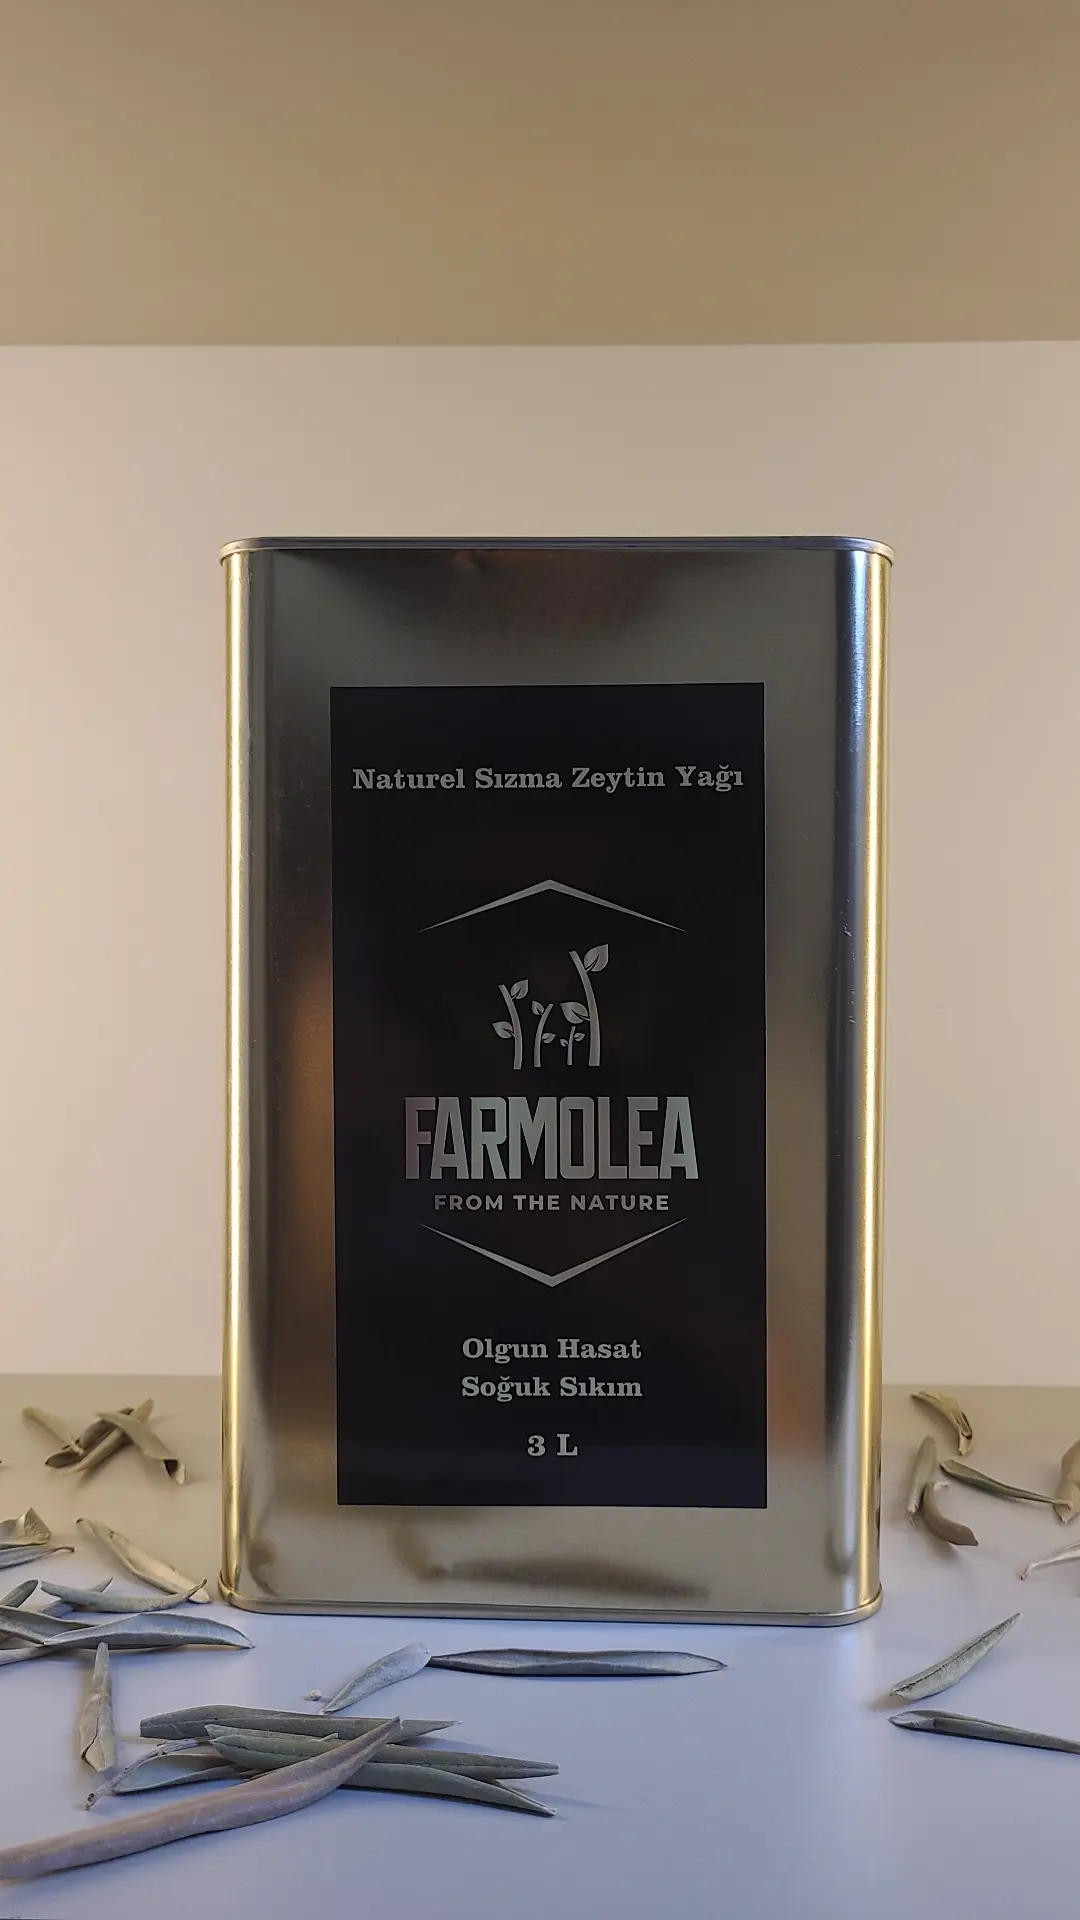 Naturel Sızma Zeytin Yağı
FARMOLEA
FROM THE NATURE
Olgun Hasat
Soğuk Sıkım
3 L